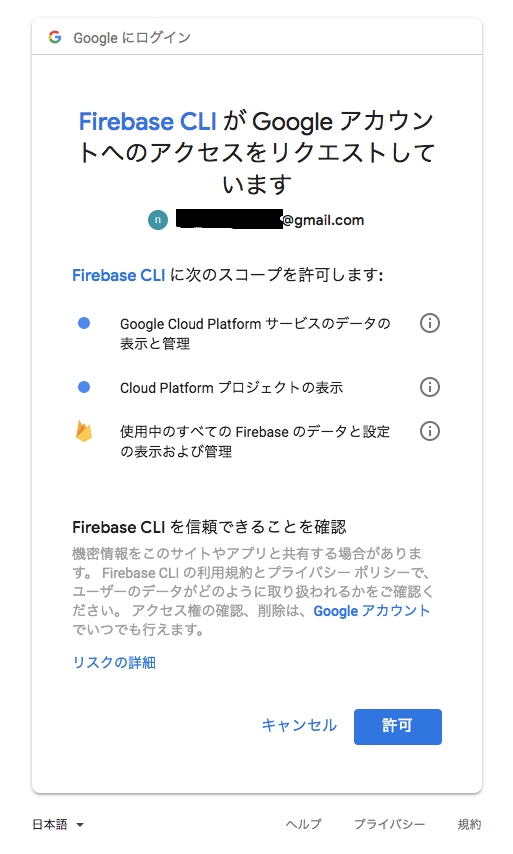 Google にログイン
Firebase CLI が Google アカウン
トへのアクセスをリクエストして
います
n @gmail.com
Firebase CLI に次のスコープを許可します:
Google Cloud Platform サービスのデータの
表示と管理
Cloud Platform プロジェクトの表示
使用中のすべての Firebase のデータと設定
の表示および管理
Firebase CLI を信頼できることを確認
機密情報をこのサイトやアプリと共有する場合がありま
す。 Firebase CLI の利用規約とプライバシー ポリシーで、
ユーザーのデータがどのように取り扱われるかをご確認く
ださい。 アクセス権の確認、削除は、Google アカウント
でいつでも行えます。
リスクの詳細
キャンセル 許可
日本語 ヘルプ プライバシー 規約